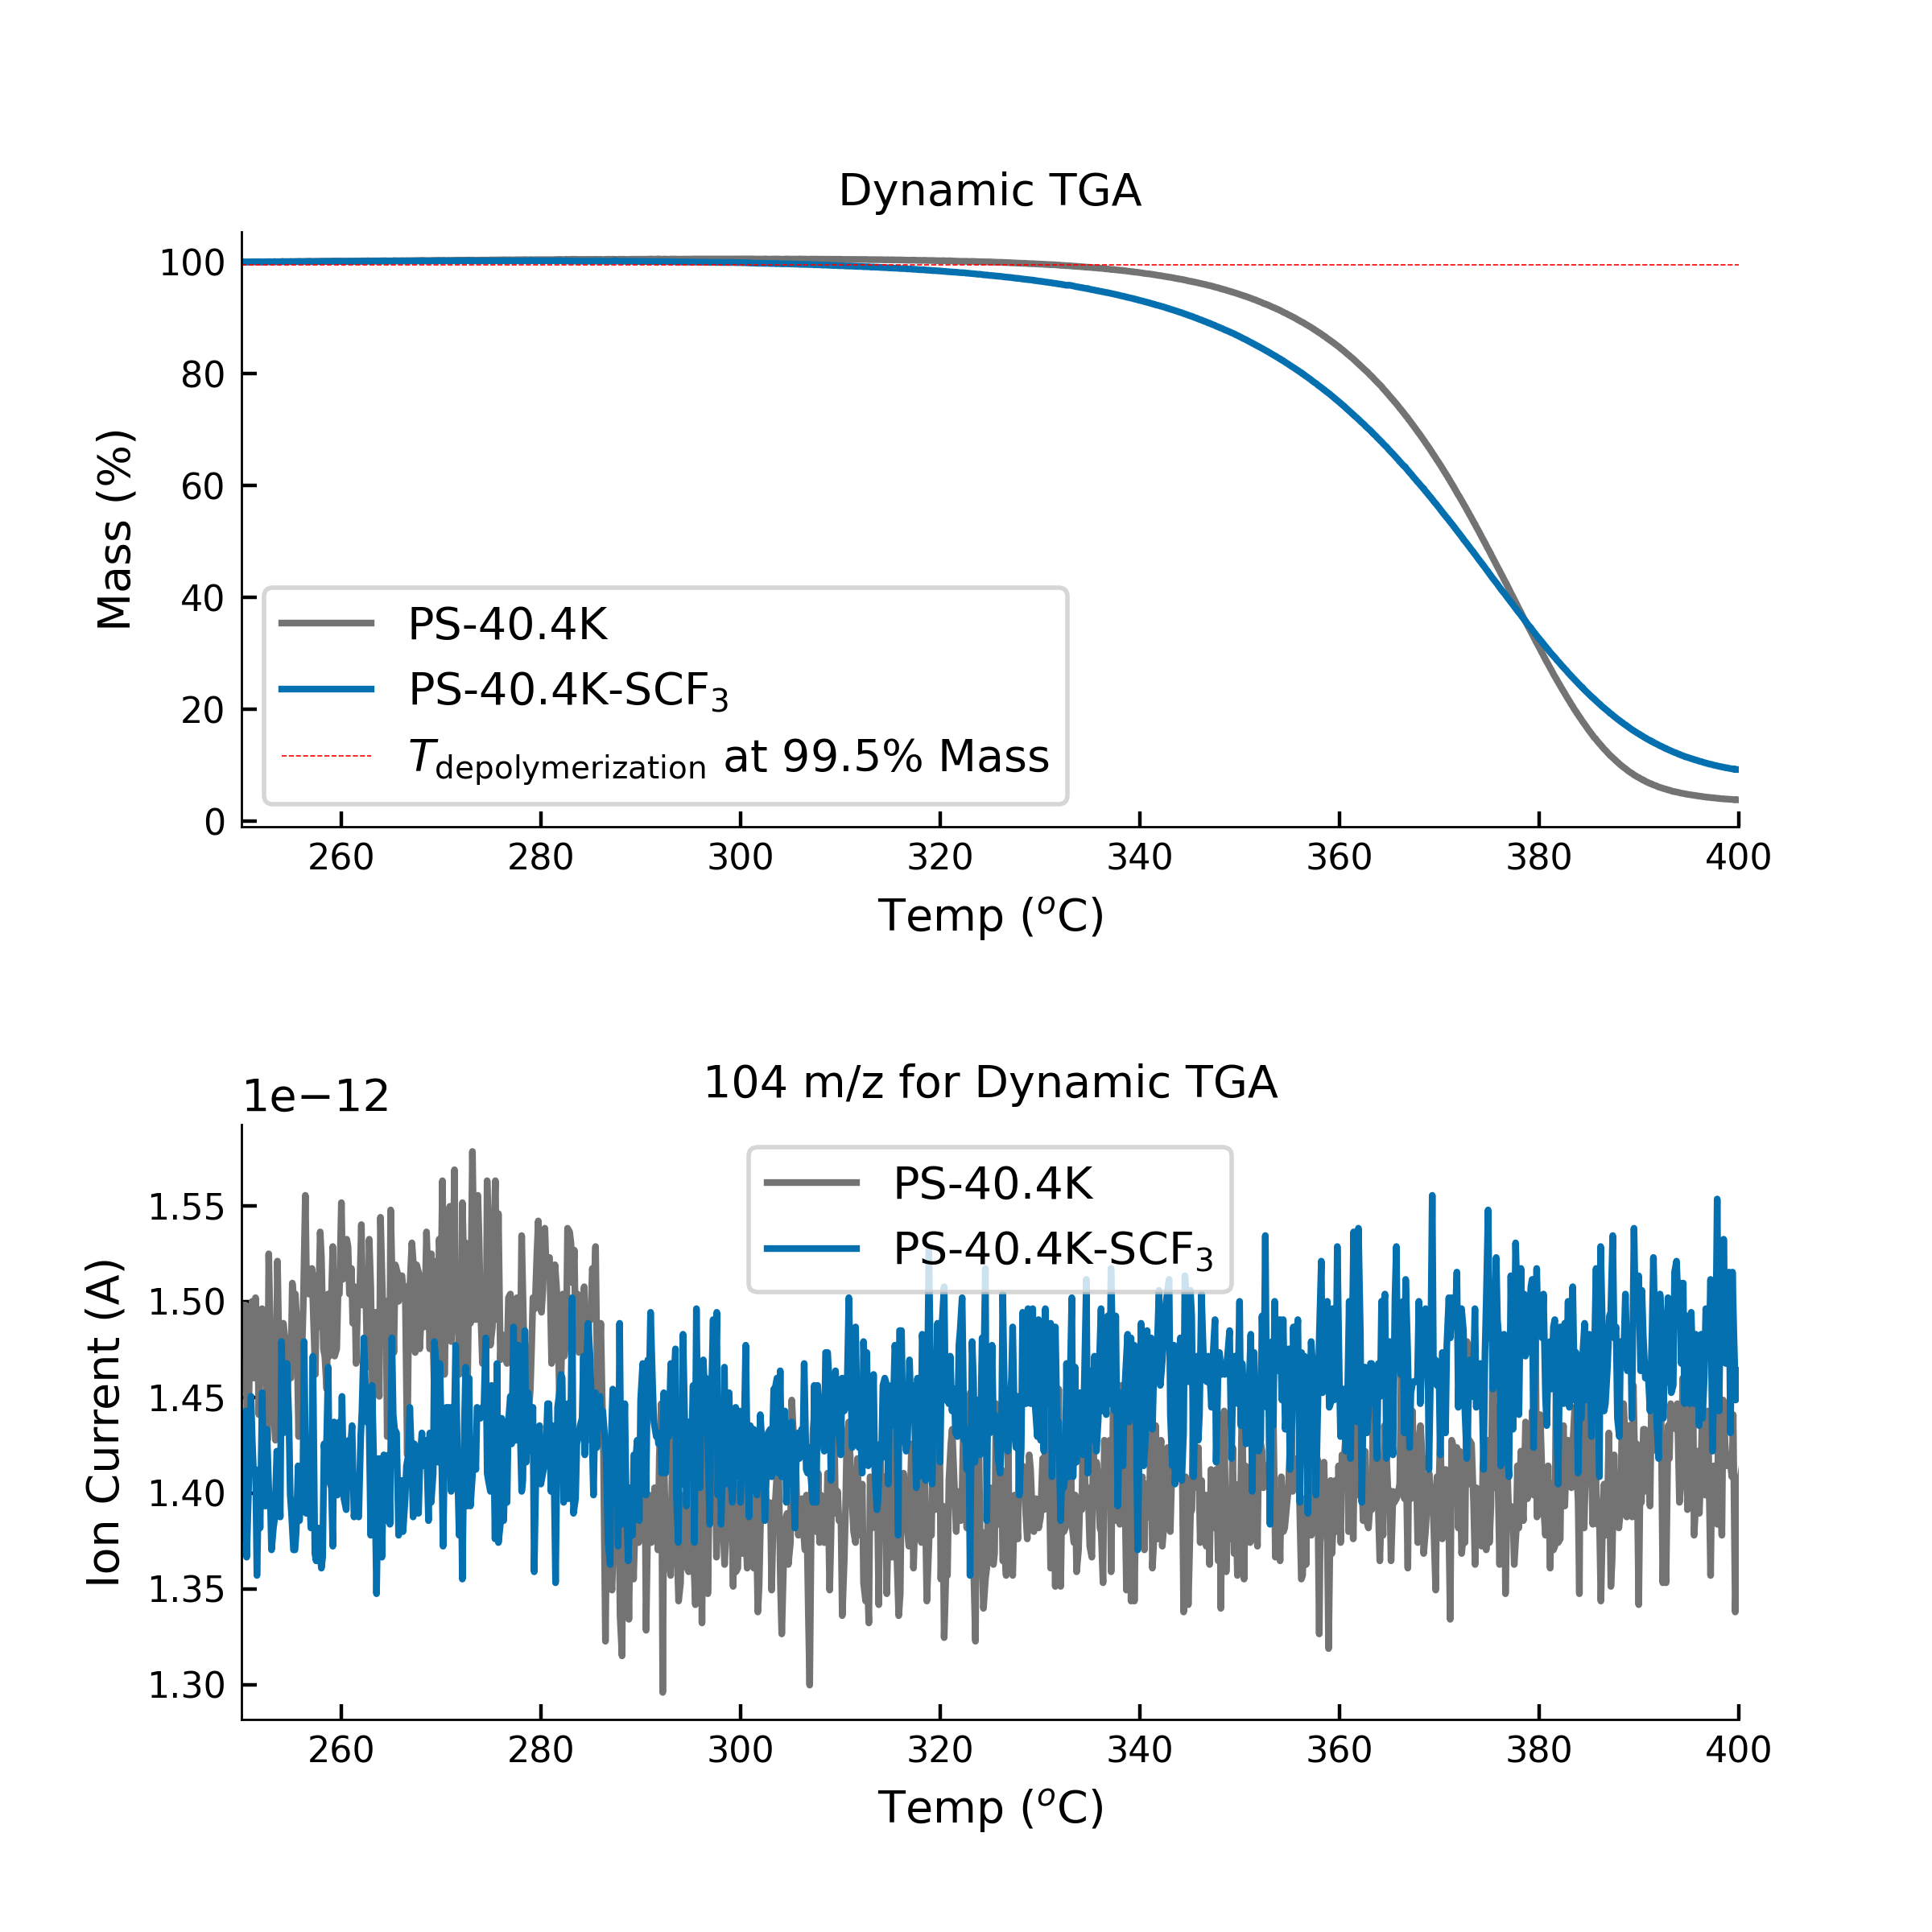 Dynamic TGA
100
80
60
40
20
0
Mass (%)
PS-40.4K
PS-40.4K-SCF₃
T depolymerization at 99.5% Mass
260 280 300 320 340 360 380 400
Temp (°C)
1e−12
104 m/z for Dynamic TGA
PS-40.4K
PS-40.4K-SCF₃
1.55
1.50
1.45
1.40
1.35
1.30
Ion Current (A)
260 280 300 320 340 360 380 400
Temp (°C)